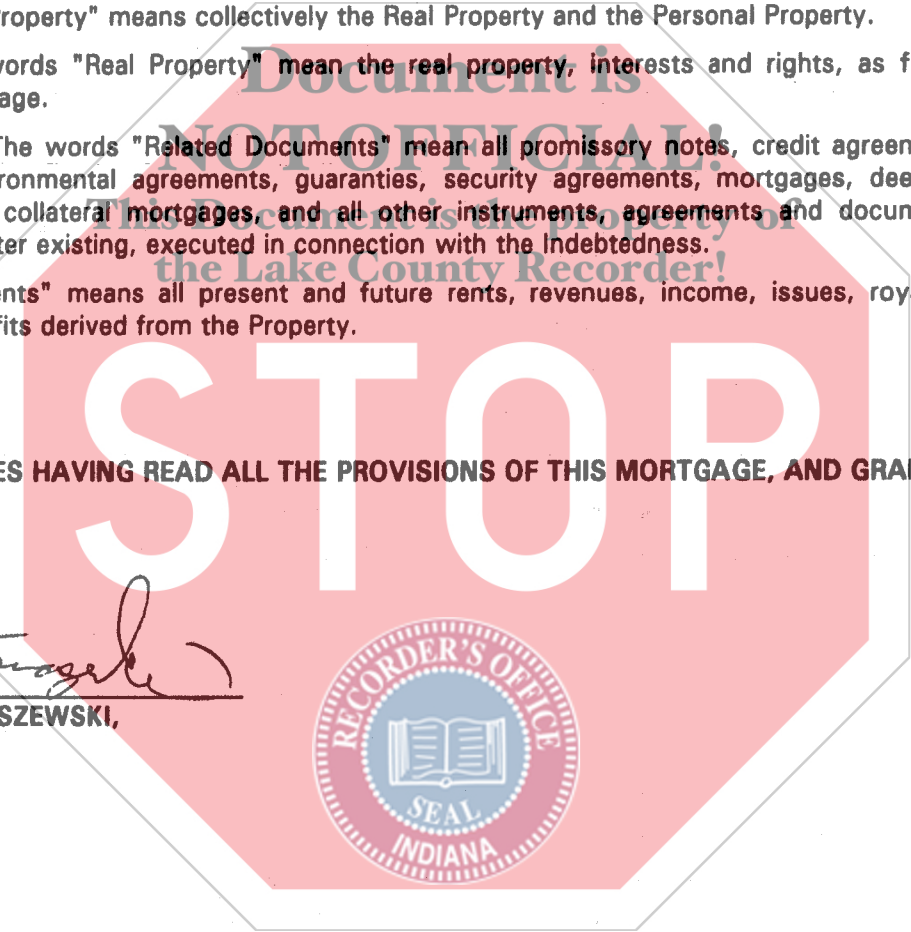 roperty" means collectively the Real Property and the Personal Property.
vords "Real Property" mean the real property, interests and rights, as f
age.
Document is
NOT OFFICIAL!
This Document is the property of
the Lake County Recorder!
The words "Related Documents" mean all promissory notes, credit agreen
ronmental agreements, guaranties, security agreements, mortgages, dee
collateral mortgages, and all other instruments, agreements and docum
ter existing, executed in connection with the Indebtedness.
ents" means all present and future rents, revenues, income, issues, roy
fits derived from the Property.
STOP
ES HAVING READ ALL THE PROVISIONS OF THIS MORTGAGE, AND GRAI
SZEWSKI,
RECORDER'S OFFICE
SEAL
INDIANA